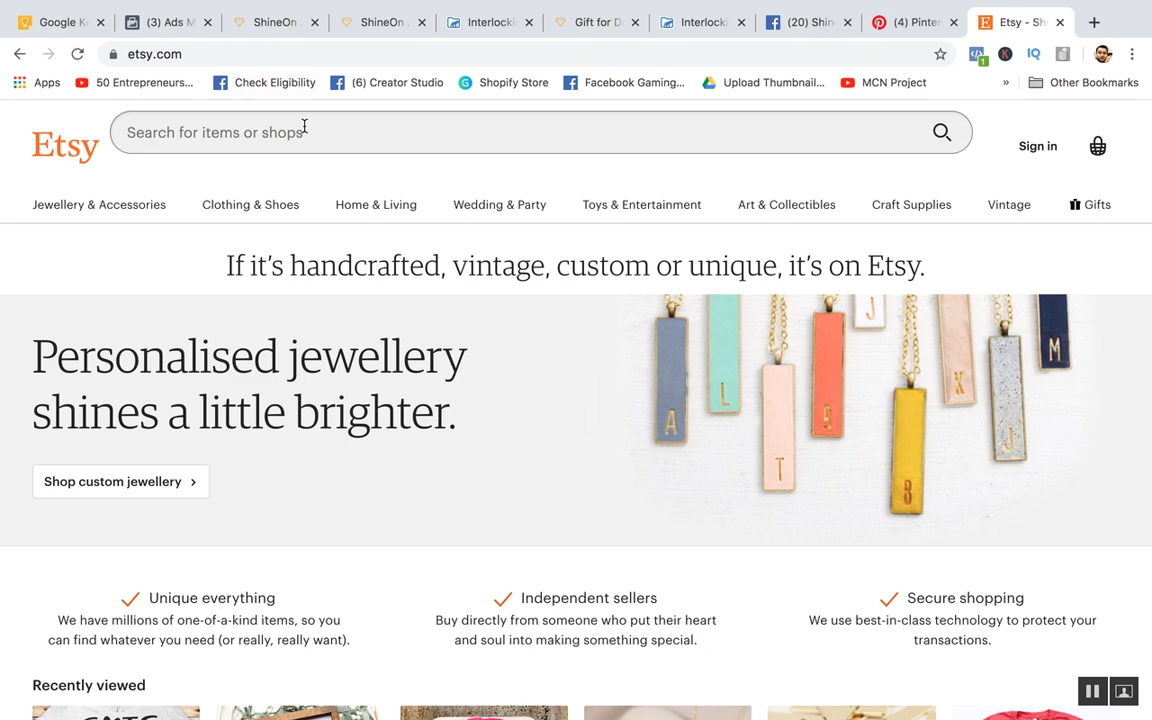 Google K
(3) Ads M
ShineOn
ShineOn
Interlocki
Gift for D
Interlocki
(20) Shin
(4) Pinter
Etsy - Sh
etsy.com
1
K
IQ
Apps
50 Entrepreneurs...
Check Eligibility
(6) Creator Studio
Shopify Store
Facebook Gaming...
Upload Thumbnail...
MCN Project
»
Other Bookmarks
Etsy
Search for items or shops
Sign in
Jewellery & Accessories
Clothing & Shoes
Home & Living
Wedding & Party
Toys & Entertainment
Art & Collectibles
Craft Supplies
Vintage
Gifts
If it's handcrafted, vintage, custom or unique, it's on Etsy.
Personalised jewellery
shines a little brighter.
Shop custom jewellery
A
L
T
R
J
B
K
J
M
Unique everything
We have millions of one-of-a-kind items, so you
can find whatever you need (or really, really want).
Independent sellers
Buy directly from someone who put their heart
and soul into making something special.
Secure shopping
We use best-in-class technology to protect your
transactions.
Recently viewed